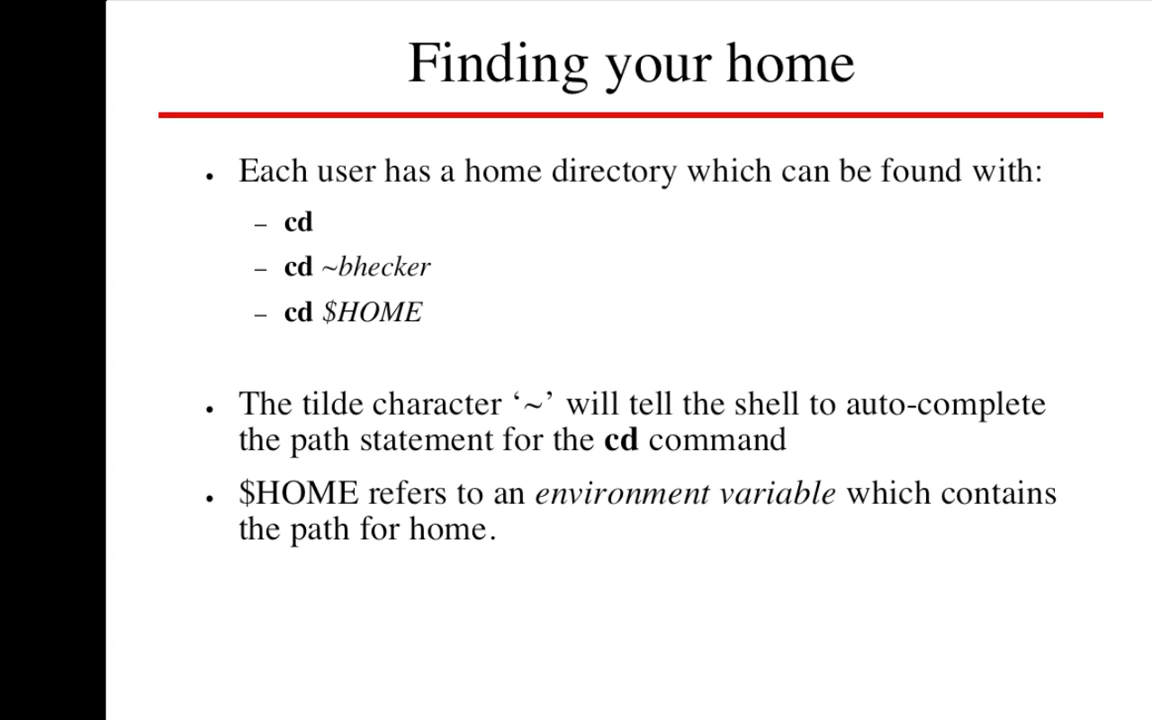 Finding your home
• Each user has a home directory which can be found with:
– cd
– cd ~bhecker
– cd $HOME
• The tilde character ‘~’ will tell the shell to auto-complete
the path statement for the cd command
• $HOME refers to an environment variable which contains
the path for home.